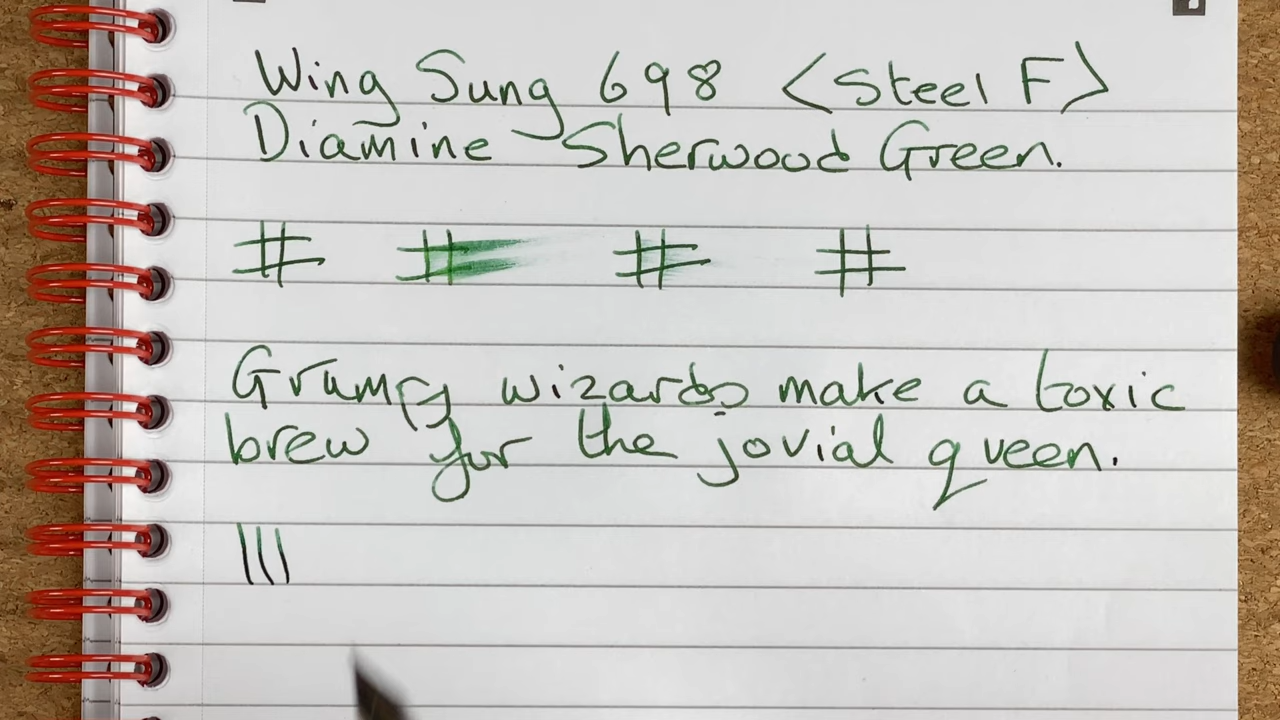 Wing Sung 698 <Steel F>
Diamine Sherwood Green.
# # # #
Grumpy wizards make a toxic
brew for the jovial queen.